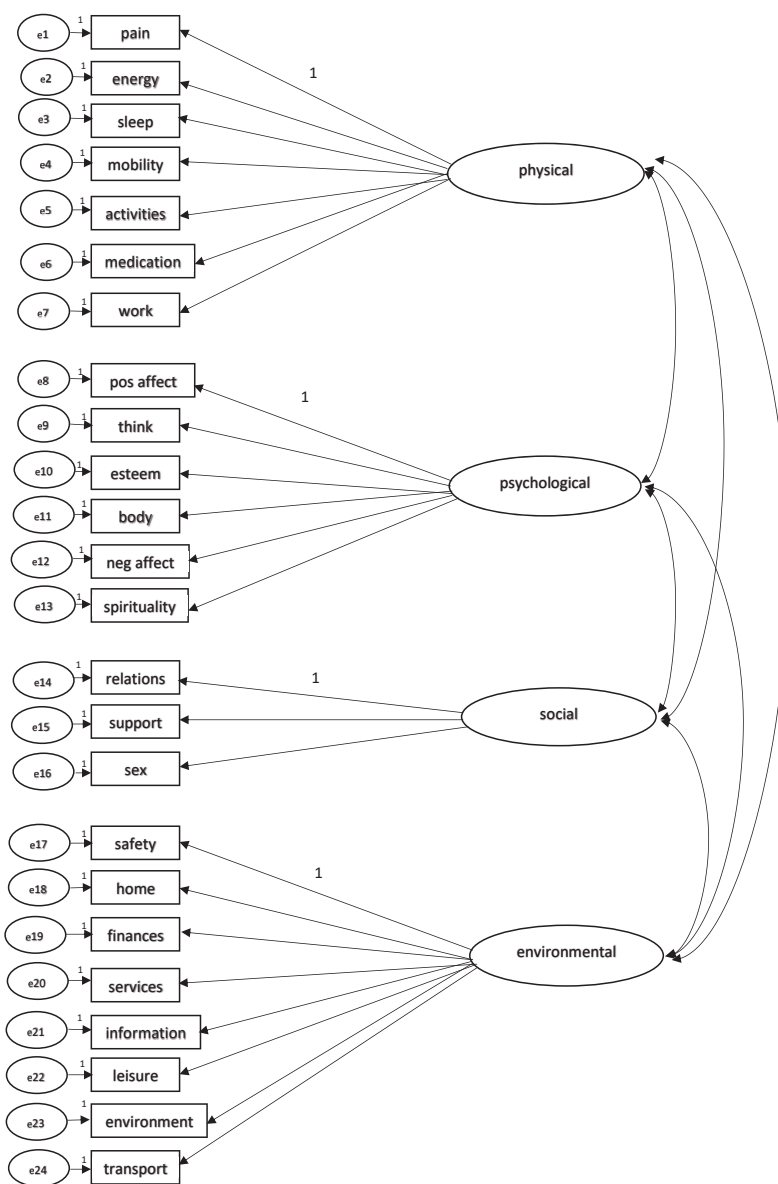 e1 1 pain
1
e2 1 energy
e3 1 sleep
e4 1 mobility
physical
e5 1 activities
e6 1 medication
e7 1 work
e8 1 pos affect
1
e9 1 think
e10 1 esteem
psychological
e11 1 body
e12 1 neg affect
e13 1 spirituality
e14 1 relations
1
e15 1 support
social
e16 1 sex
e17 1 safety
1
e18 1 home
e19 1 finances
environmental
e20 1 services
e21 1 information
e22 1 leisure
e23 1 environment
e24 1 transport